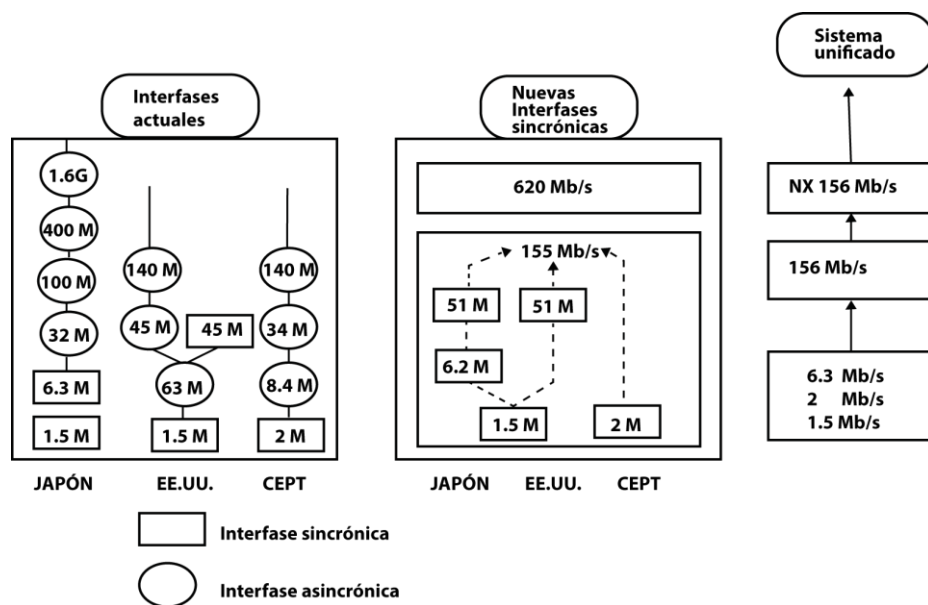 Interfases
actuales
1.6G
400 M
100 M
32 M
6.3 M
1.5 M
140 M
45 M
45 M
63 M
1.5 M
140 M
34 M
8.4 M
2 M
JAPÓN
EE.UU.
CEPT
Nuevas
Interfases
sincrónicas
620 Mb/s
155 Mb/s
51 M
51 M
6.2 M
1.5 M
2 M
JAPÓN
EE.UU.
CEPT
Sistema
unificado
NX 156 Mb/s
156 Mb/s
6.3 Mb/s
2 Mb/s
1.5 Mb/s
Interfase sincrónica
Interfase asincrónica